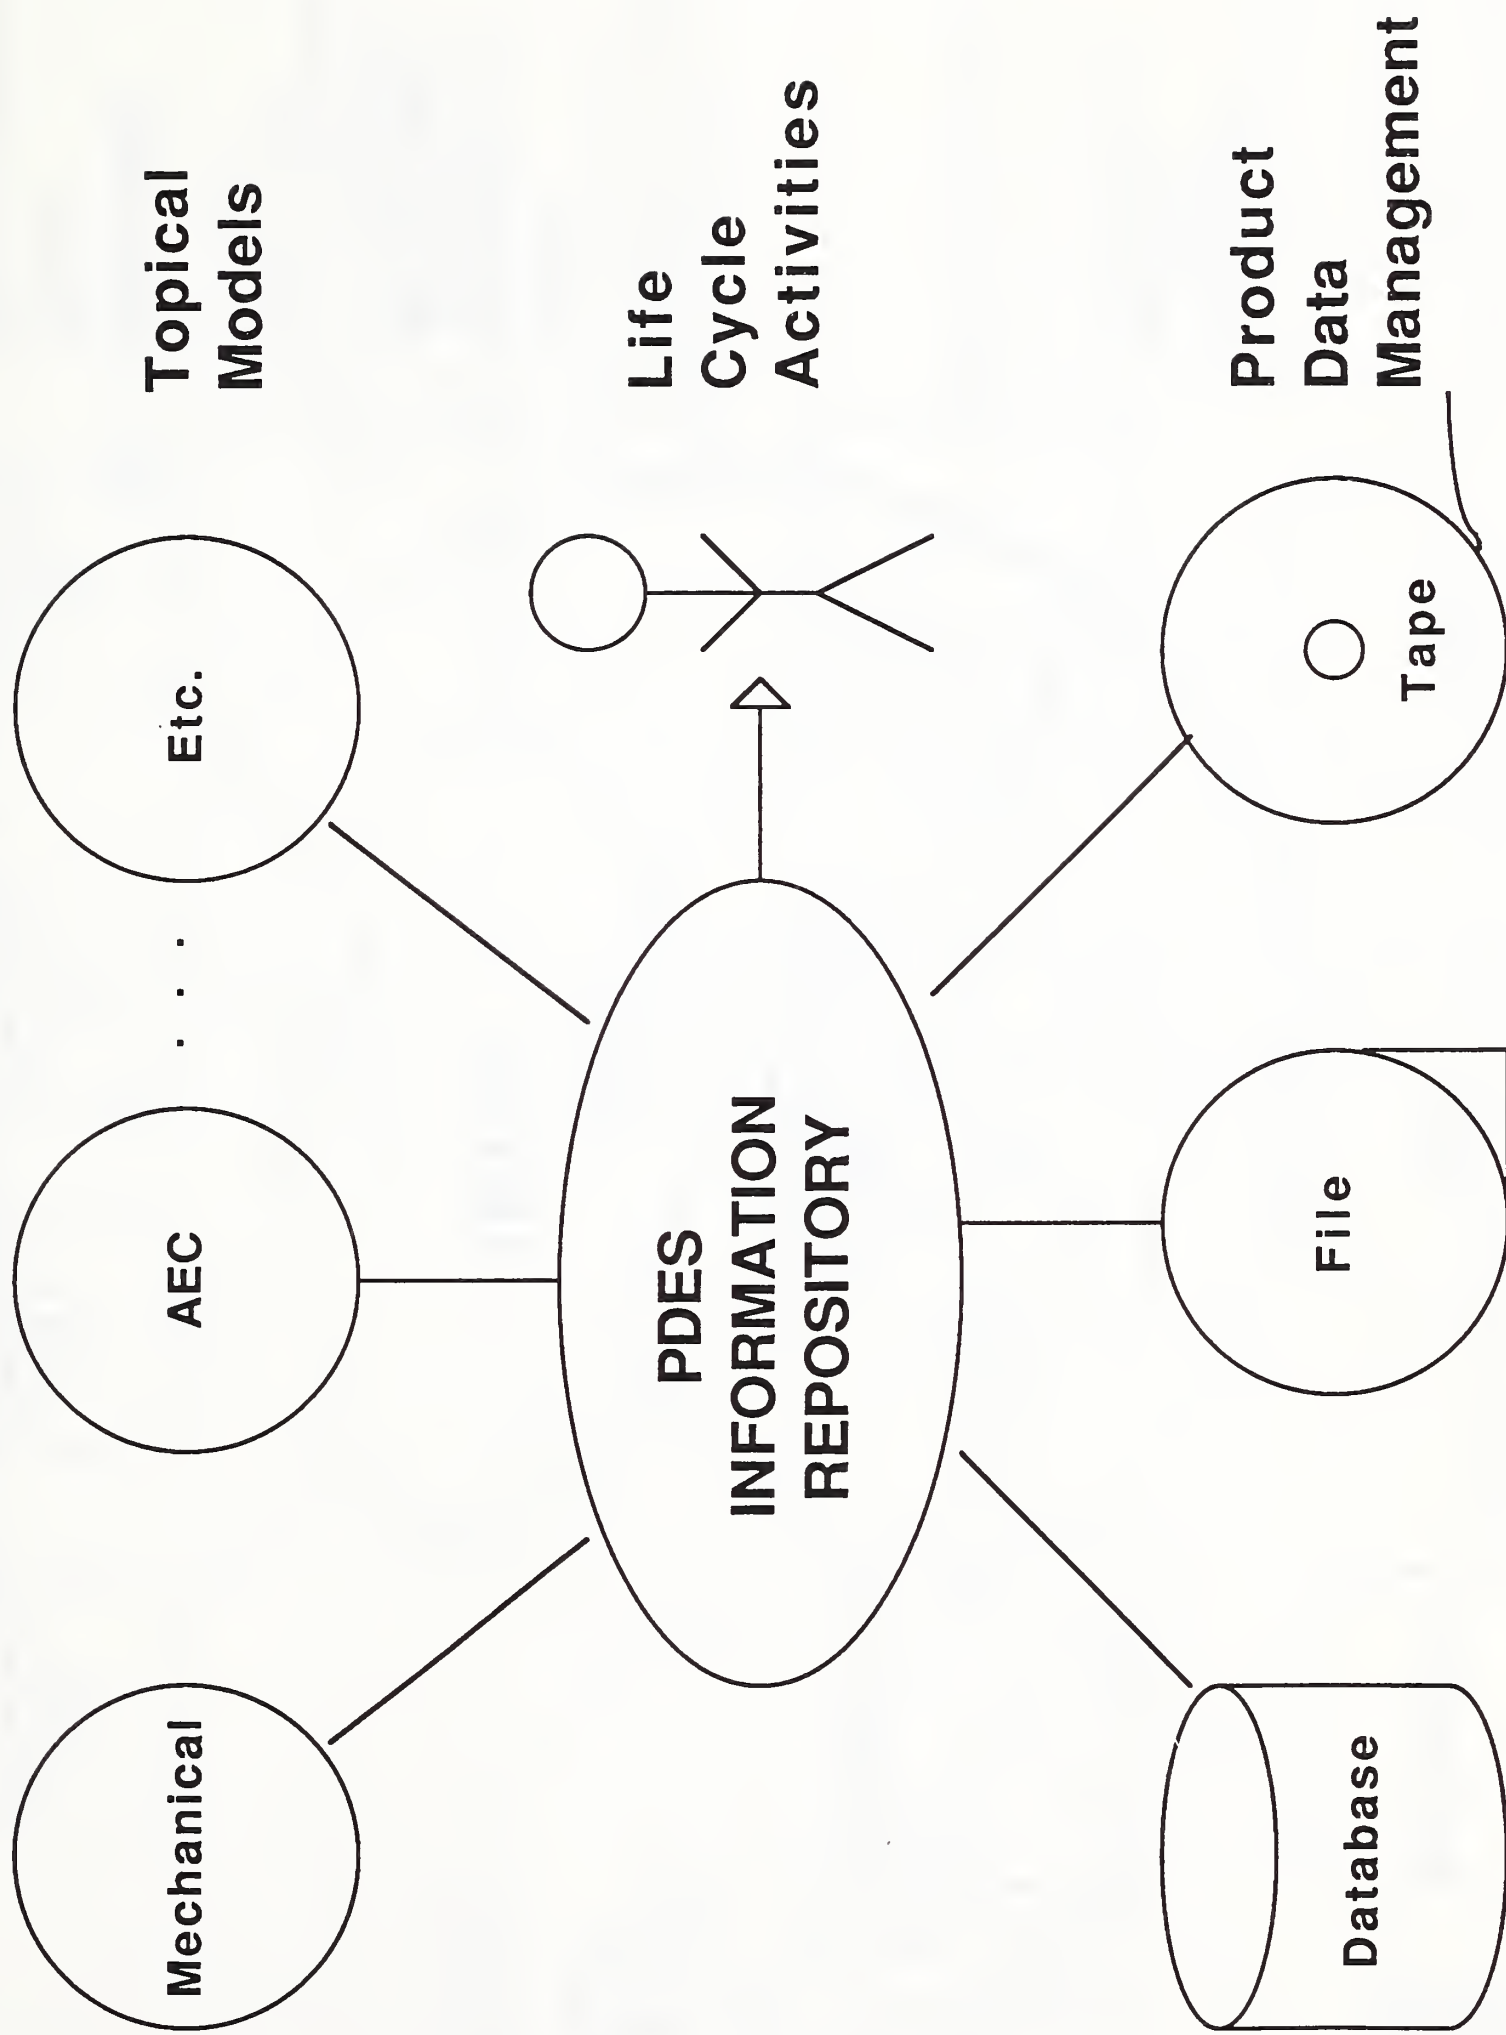 Mechanical
AEC
. . .
Etc.
Topical
Models
PDES
INFORMATION
REPOSITORY
Life
Cycle
Activities
Database
File
Tape
Product
Data
Management